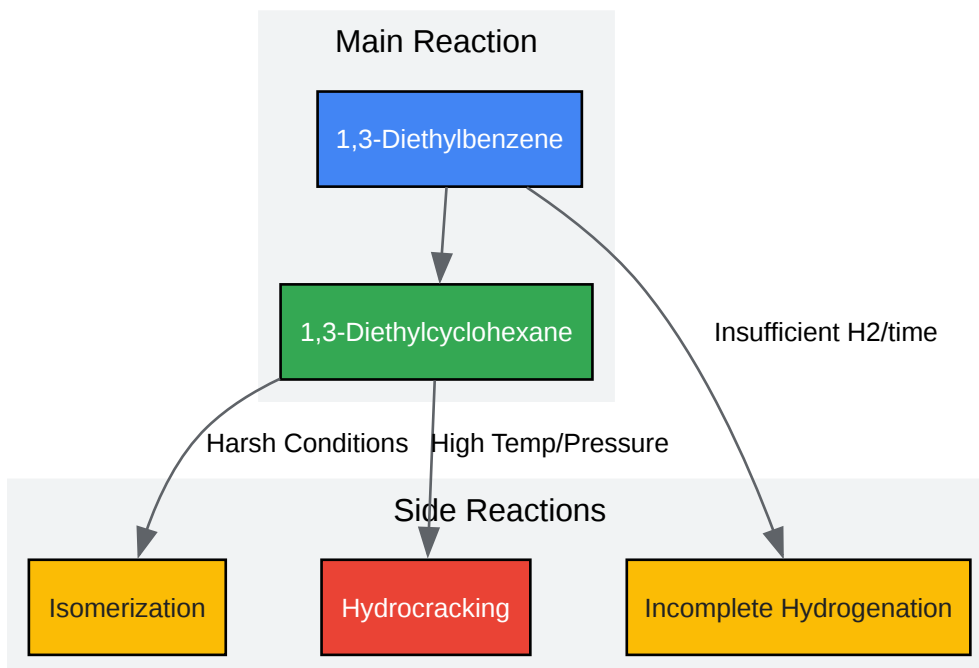 Main Reaction
1,3-Diethylbenzene
1,3-Diethylcyclohexane
Insufficient H2/time
Harsh Conditions
High Temp/Pressure
Side Reactions
Isomerization
Hydrocracking
Incomplete Hydrogenation